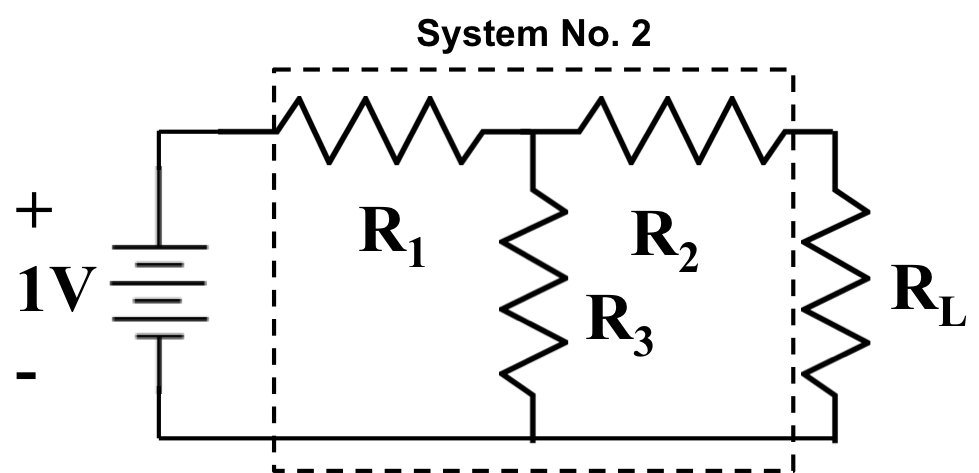 System No. 2
+
1V
-
R1
R2
R3
RL